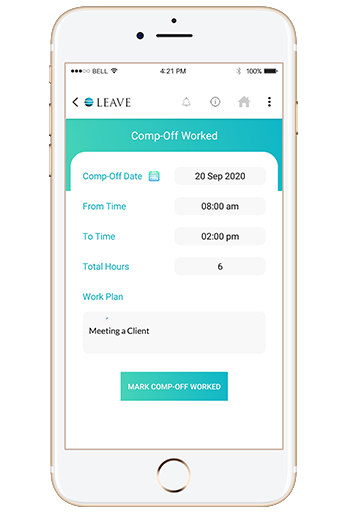 BELL 4:21 PM 100%
LEAVE
Comp-Off Worked
Comp-Off Date 20 Sep 2020
From Time 08:00 am
To Time 02:00 pm
Total Hours 6
Work Plan
Meeting a Client
MARK COMP-OFF WORKED